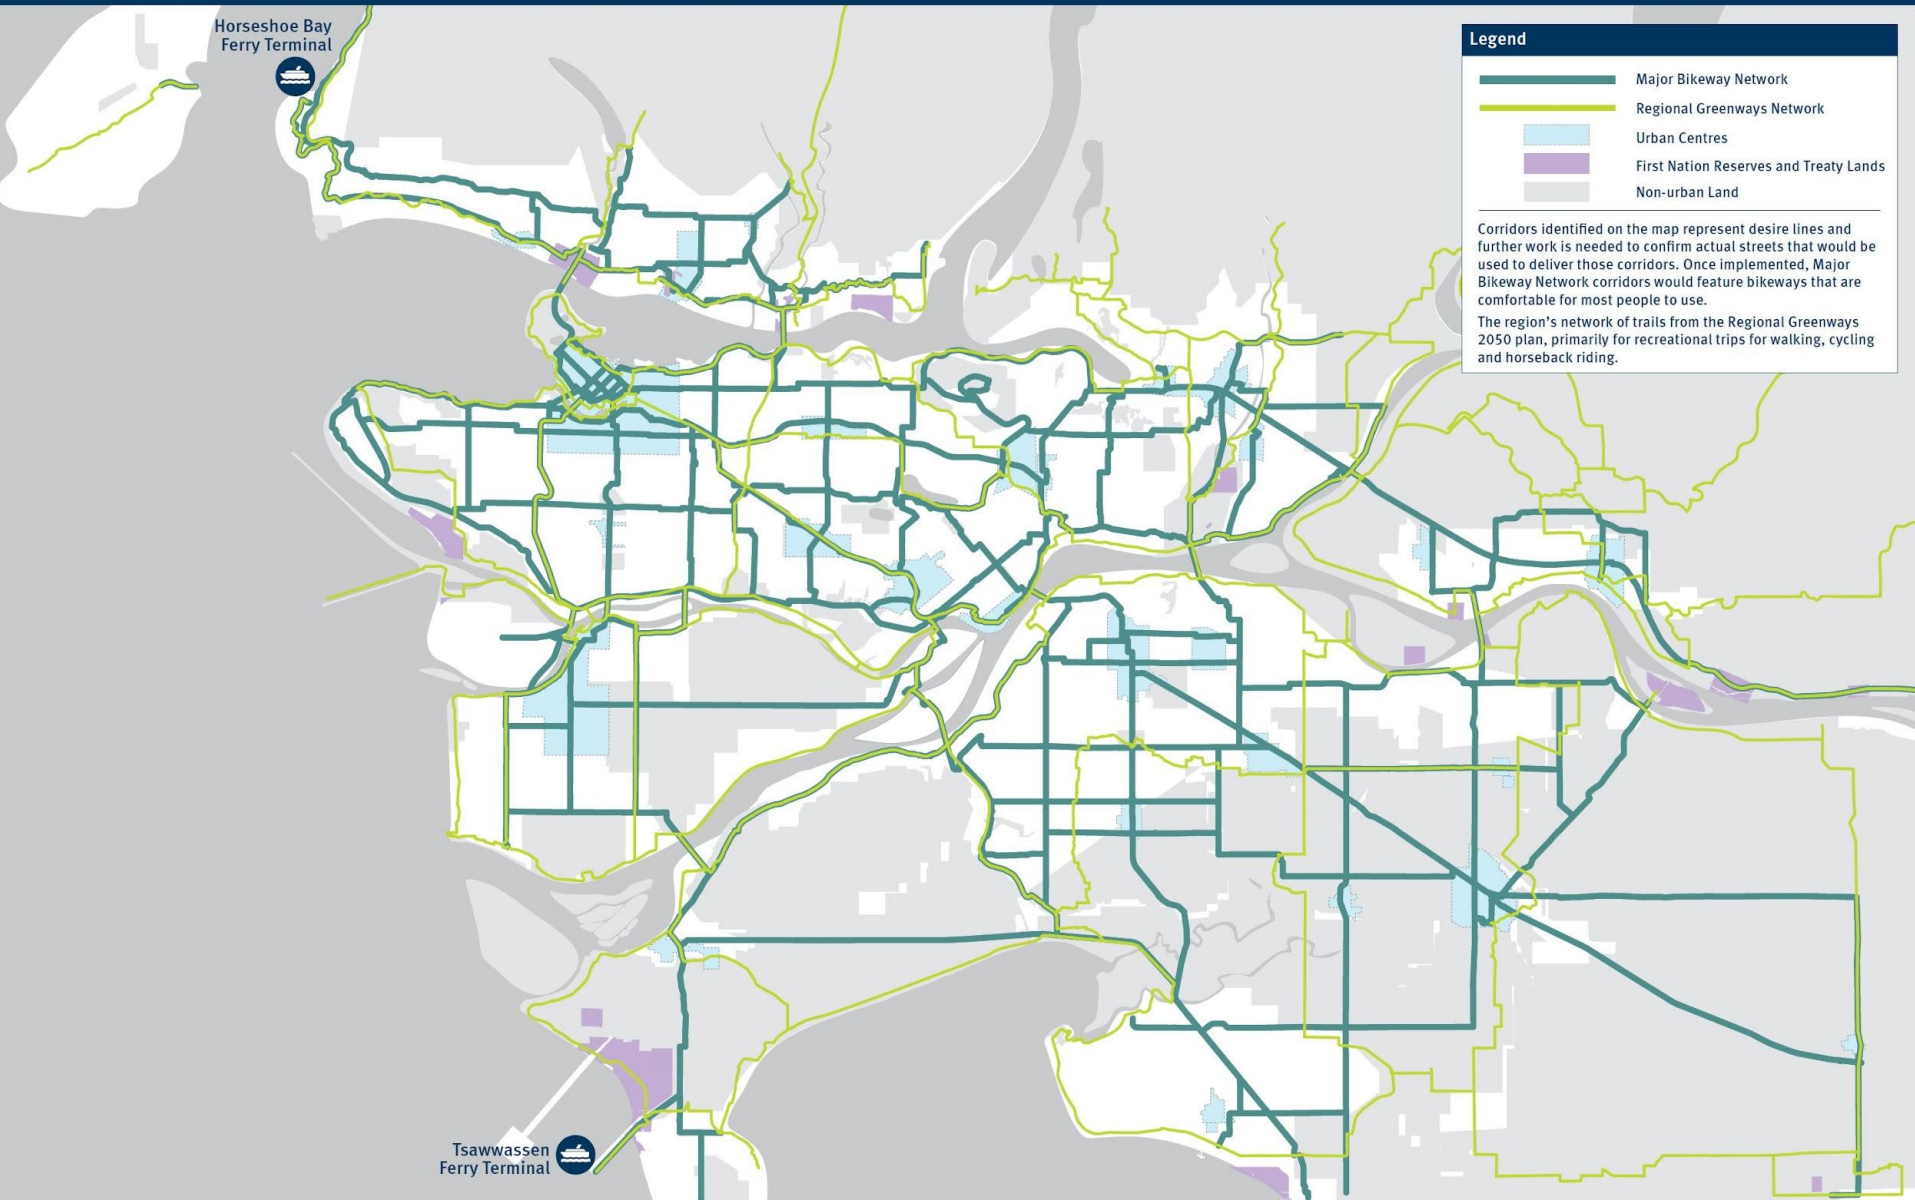 Horseshoe Bay
Ferry Terminal
Legend
Major Bikeway Network
Regional Greenways Network
Urban Centres
First Nation Reserves and Treaty Lands
Non-urban Land
Corridors identified on the map represent desire lines and
further work is needed to confirm actual streets that would be
used to deliver those corridors. Once implemented, Major
Bikeway Network corridors would feature bikeways that are
comfortable for most people to use.
The region's network of trails from the Regional Greenways
2050 plan, primarily for recreational trips for walking, cycling
and horseback riding.
Tsawwassen
Ferry Terminal